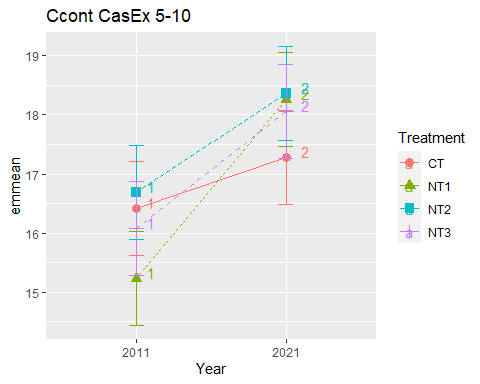 Ccont CasEx 5-10
19
18
17
16
15
emmean
2
2
2
2
1
1
1
1
2011
2021
Year
Treatment
a CT
a NT1
a NT2
a NT3